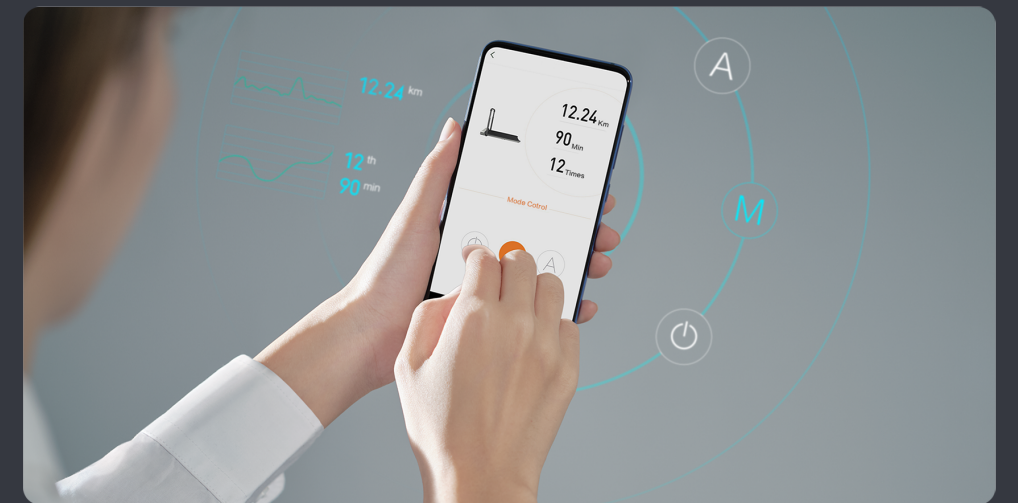 12.24 km
12 th
90 min
12.24 Km
90 Min
12 Times
Mode Cotrol
A
A
M